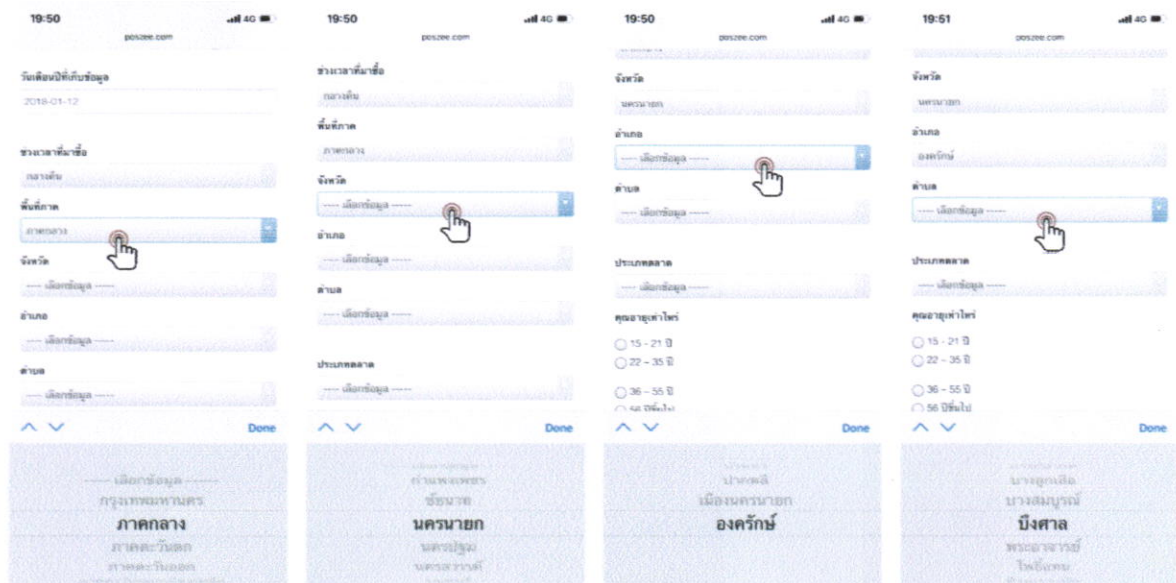 19:50
4G
poszee.com
วันเดือนปีที่เก็บข้อมูล
2018-01-12
ช่วงเวลาที่มาซื้อ
กลางคืน
พื้นที่ภาค
ภาคกลาง
จังหวัด
---- เลือกข้อมูล -----
อำเภอ
---- เลือกข้อมูล -----
ตำบล
---- เลือกข้อมูล -----
Done
---- เลือกข้อมูล -----
กรุงเทพมหานคร
ภาคกลาง
ภาคตะวันตก
ภาคตะวันออก
19:50
4G
poszee.com
ช่วงเวลาที่มาซื้อ
กลางคืน
พื้นที่ภาค
ภาคกลาง
จังหวัด
---- เลือกข้อมูล -----
อำเภอ
---- เลือกข้อมูล -----
ตำบล
---- เลือกข้อมูล -----
ประเภทตลาด
---- เลือกข้อมูล -----
Done
กำแพงเพชร
ชัยนาท
นครนายก
นครปฐม
นครสวรรค์
19:50
4G
poszee.com
จังหวัด
นครนายก
อำเภอ
---- เลือกข้อมูล -----
ตำบล
---- เลือกข้อมูล -----
ประเภทตลาด
---- เลือกข้อมูล -----
คุณอายุเท่าไหร่
15 - 21 ปี
22 – 35 ปี
36 – 55 ปี
56 ปีขึ้นไป
Done
ปากพลี
เมืองนครนายก
องครักษ์
19:51
4G
poszee.com
จังหวัด
นครนายก
อำเภอ
องครักษ์
ตำบล
---- เลือกข้อมูล -----
ประเภทตลาด
---- เลือกข้อมูล -----
คุณอายุเท่าไหร่
15 - 21 ปี
22 – 35 ปี
36 – 55 ปี
56 ปีขึ้นไป
Done
บางลูกเสือ
บางสมบูรณ์
บึงศาล
พระอาจารย์
โพธิ์แทน